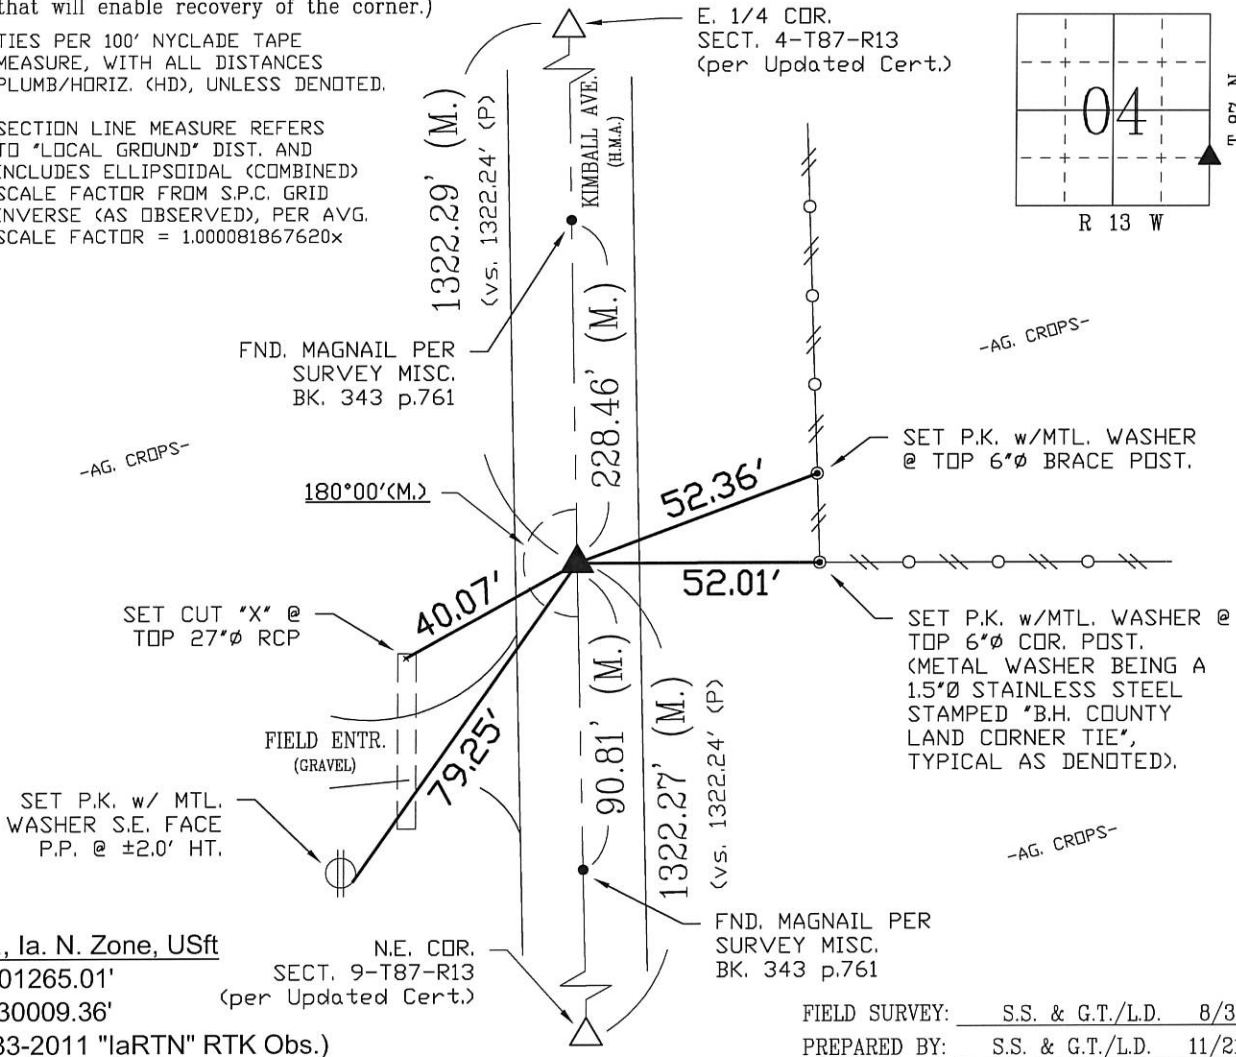 that will enable recovery of the corner.)
TIES PER 100' NYCLADE TAPE
MEASURE, WITH ALL DISTANCES
PLUMB/HORIZ. (HD), UNLESS DENOTED.
SECTION LINE MEASURE REFERS
TO "LOCAL GROUND" DIST. AND
INCLUDES ELLIPSOIDAL (COMBINED)
SCALE FACTOR FROM S.P.C. GRID
INVERSE (AS OBSERVED), PER AVG.
SCALE FACTOR = 1.000081867620x
E. 1/4 COR.
SECT. 4-T87-R13
(per Updated Cert.)
04
T 87 N
R 13 W
1322.29' (M.)
(vs. 1322.24' (P)
KIMBALL AVE.
(H.M.A.)
FND. MAGNAIL PER
SURVEY MISC.
BK. 343 p.761
228.46' (M.)
-AG. CROPS-
-AG. CROPS-
180°00'(M.)
52.36'
SET P.K. w/MTL. WASHER
@ TOP 6"Ø BRACE POST.
52.01'
40.07'
SET CUT "X" @
TOP 27"Ø RCP
SET P.K. w/MTL. WASHER @
TOP 6"Ø COR. POST.
(METAL WASHER BEING A
1.5"Ø STAINLESS STEEL
STAMPED "B.H. COUNTY
LAND CORNER TIE",
TYPICAL AS DENOTED).
FIELD ENTR.
(GRAVEL)
79.25'
90.81' (M.)
1322.27' (M.)
(vs. 1322.24' (P)
SET P.K. w/ MTL.
WASHER S.E. FACE
P.P. @ ±2.0' HT.
-AG. CROPS-
FND. MAGNAIL PER
SURVEY MISC.
BK. 343 p.761
N.E. COR.
SECT. 9-T87-R13
(per Updated Cert.)
., Ia. N. Zone, USft
01265.01'
30009.36'
83-2011 "IaRTN" RTK Obs.)
FIELD SURVEY: S.S. & G.T./L.D. 8/3
PREPARED BY: S.S. & G.T./L.D. 11/2